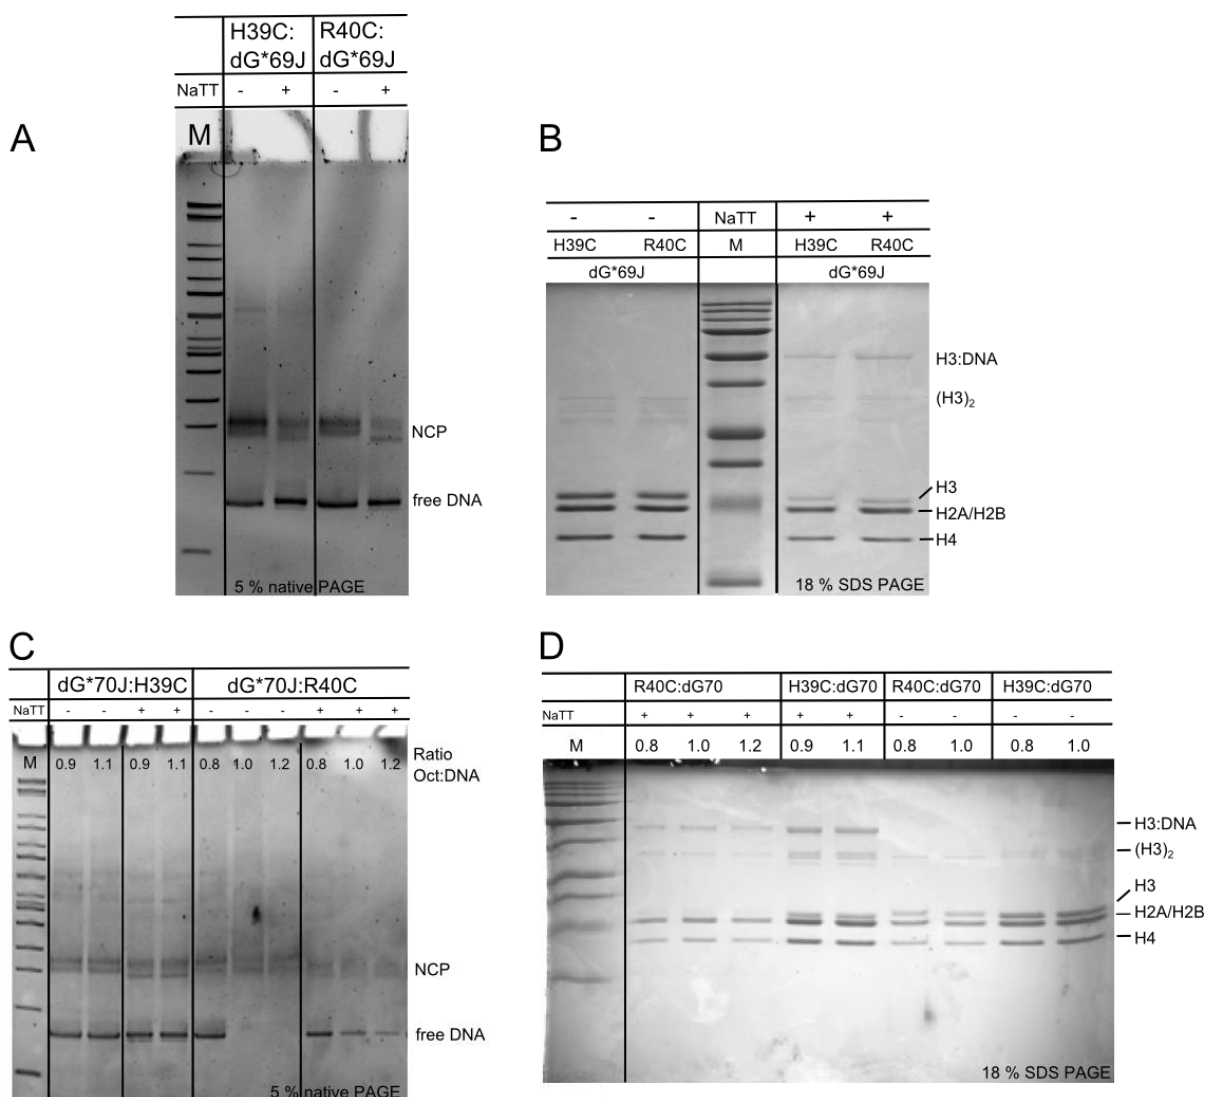 A
H39C: R40C:
dG*69J dG*69J
NaTT - + - +
M
NCP
free DNA
5 % native PAGE
B
- - NaTT + +
H39C R40C M H39C R40C
dG*69J dG*69J
H3:DNA
(H3)2
H3
H2A/H2B
H4
18 % SDS PAGE
C
dG*70J:H39C dG*70J:R40C
NaTT - - + + - - - + + +
M 0.9 1.1 0.9 1.1 0.8 1.0 1.2 0.8 1.0 1.2 Ratio
Oct:DNA
NCP
free DNA
5 % native PAGE
D
R40C:dG70 H39C:dG70 R40C:dG70 H39C:dG70
NaTT + + + + + - - - -
M 0.8 1.0 1.2 0.9 1.1 0.8 1.0 0.8 1.0
H3:DNA
(H3)2
H3
H2A/H2B
H4
18 % SDS PAGE